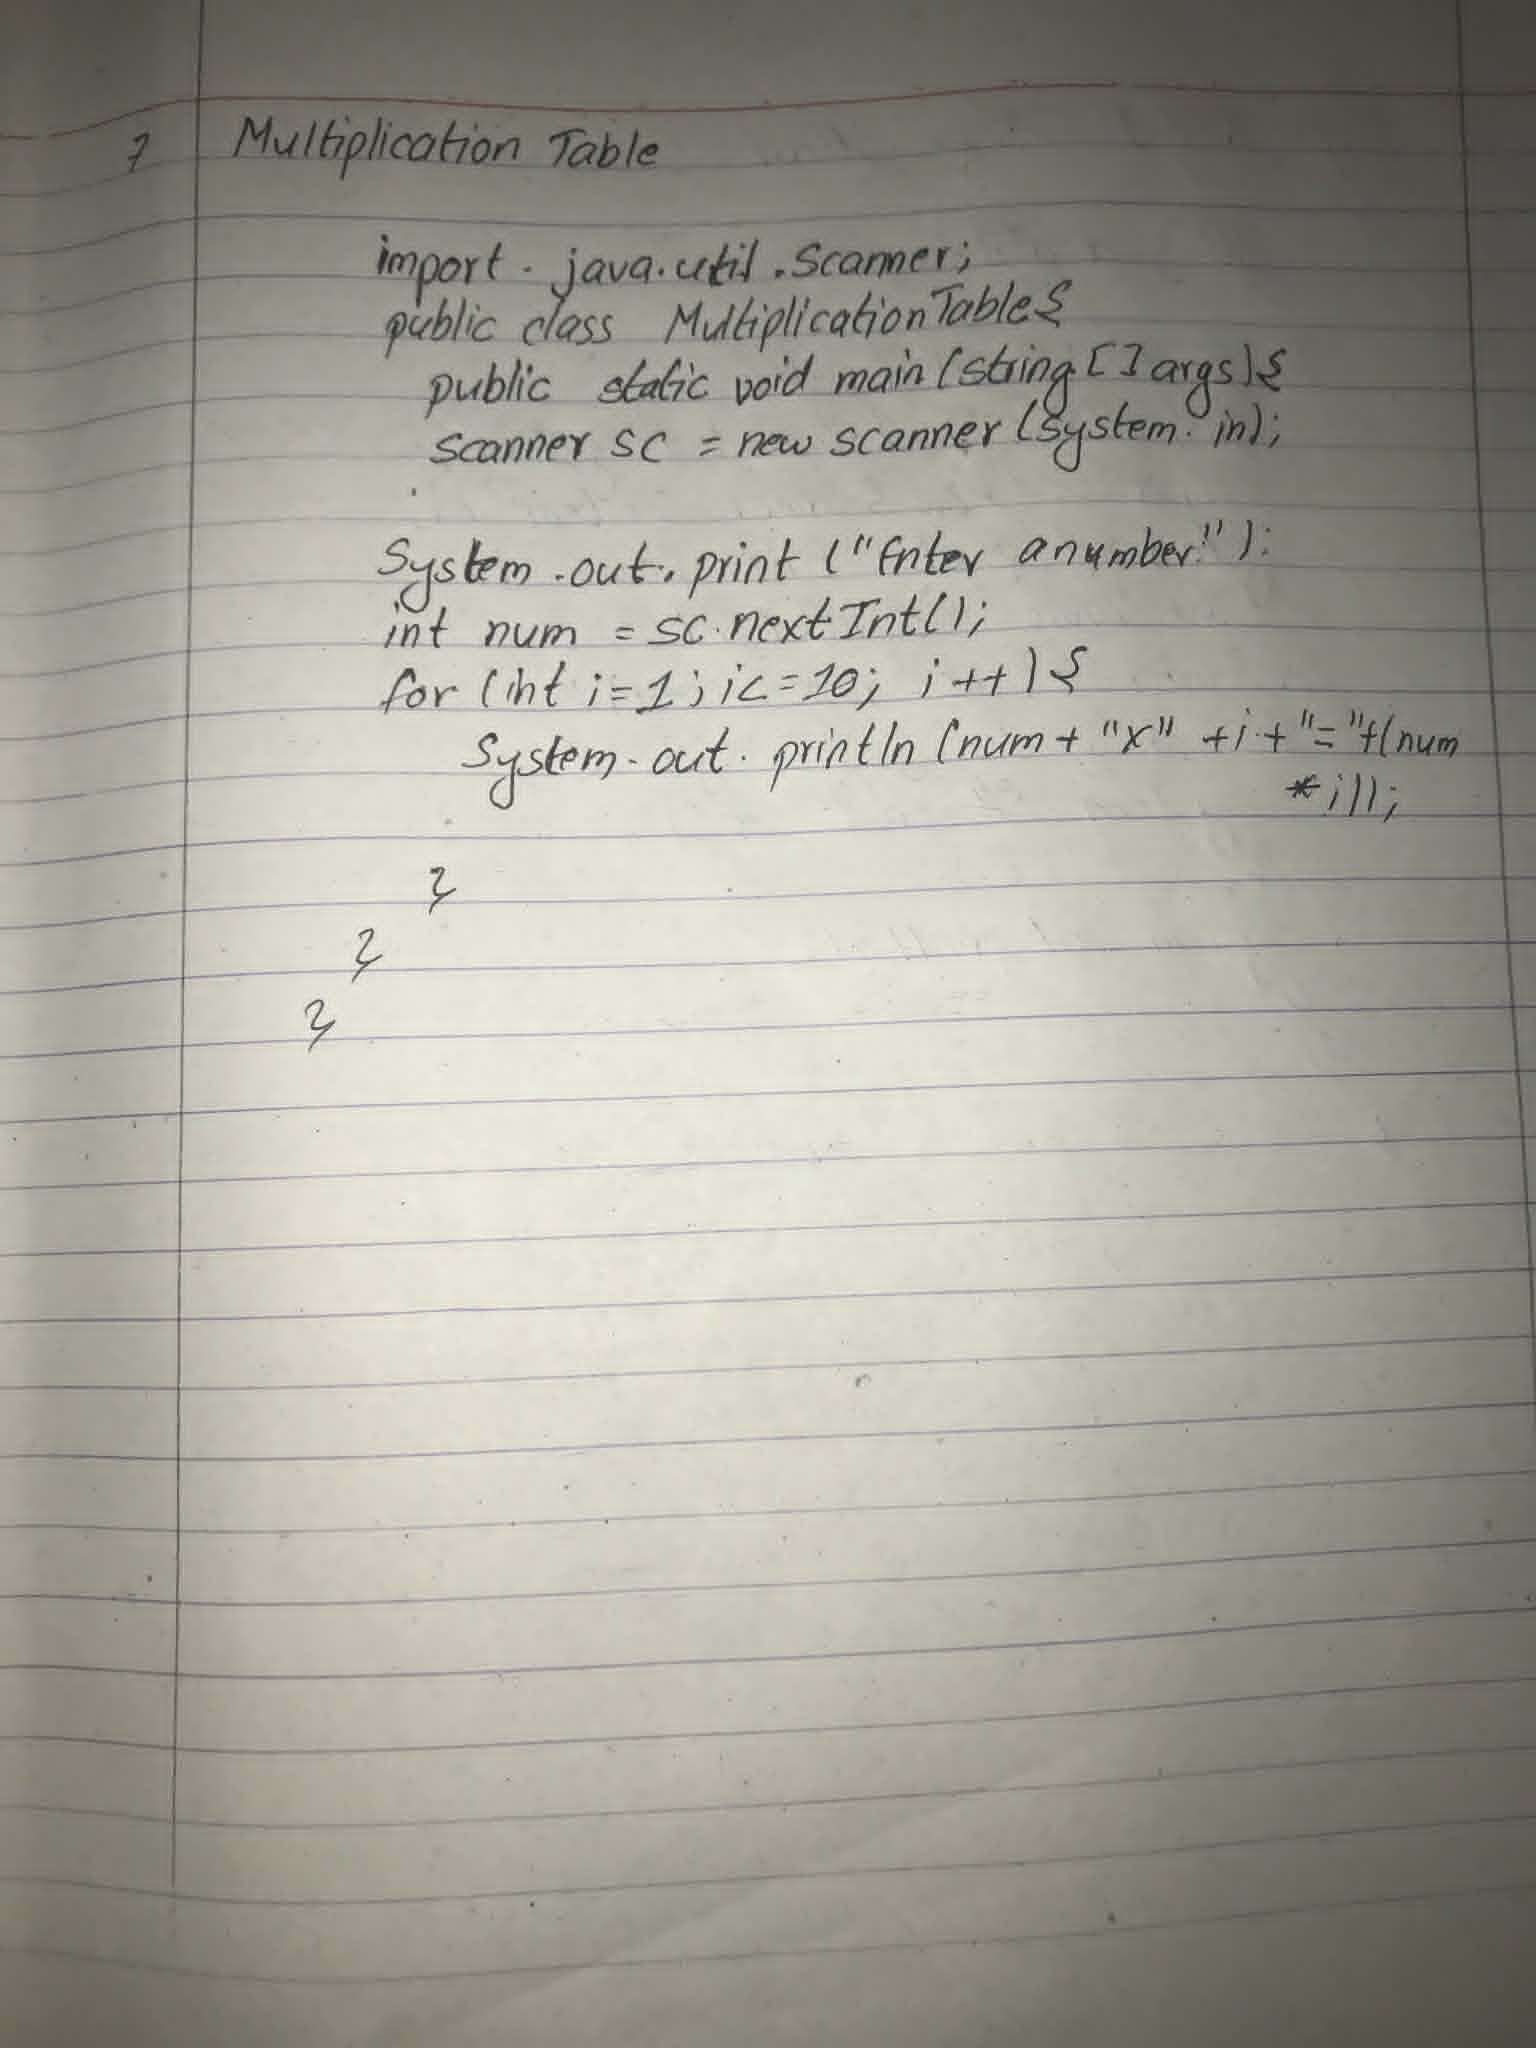 7 Multiplication Table
import. java.util.Scanner;
public class MultiplicationTable{
public static void main (string [] args){
scanner sc = new scanner (system. in);
System.out. print ("Enter anumber:");
int num = sc.nextInt();
for (int i=1; i<=10; i++) {
System.out. println (num + "x" +i+"="+(num
*i));
}
}
}